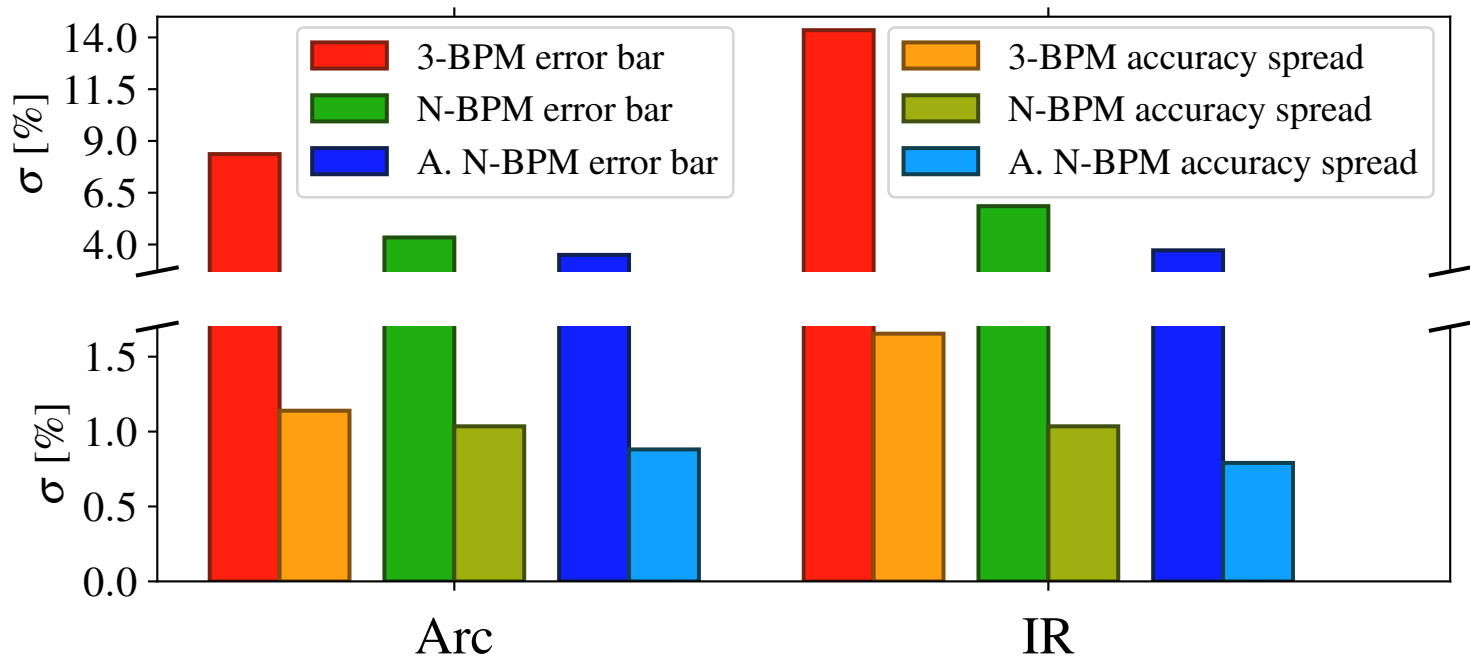 14.0
11.5
9.0
6.5
4.0
σ [%]
3-BPM error bar
N-BPM error bar
A. N-BPM error bar
3-BPM accuracy spread
N-BPM accuracy spread
A. N-BPM accuracy spread
1.5
1.0
0.5
0.0
σ [%]
Arc
IR